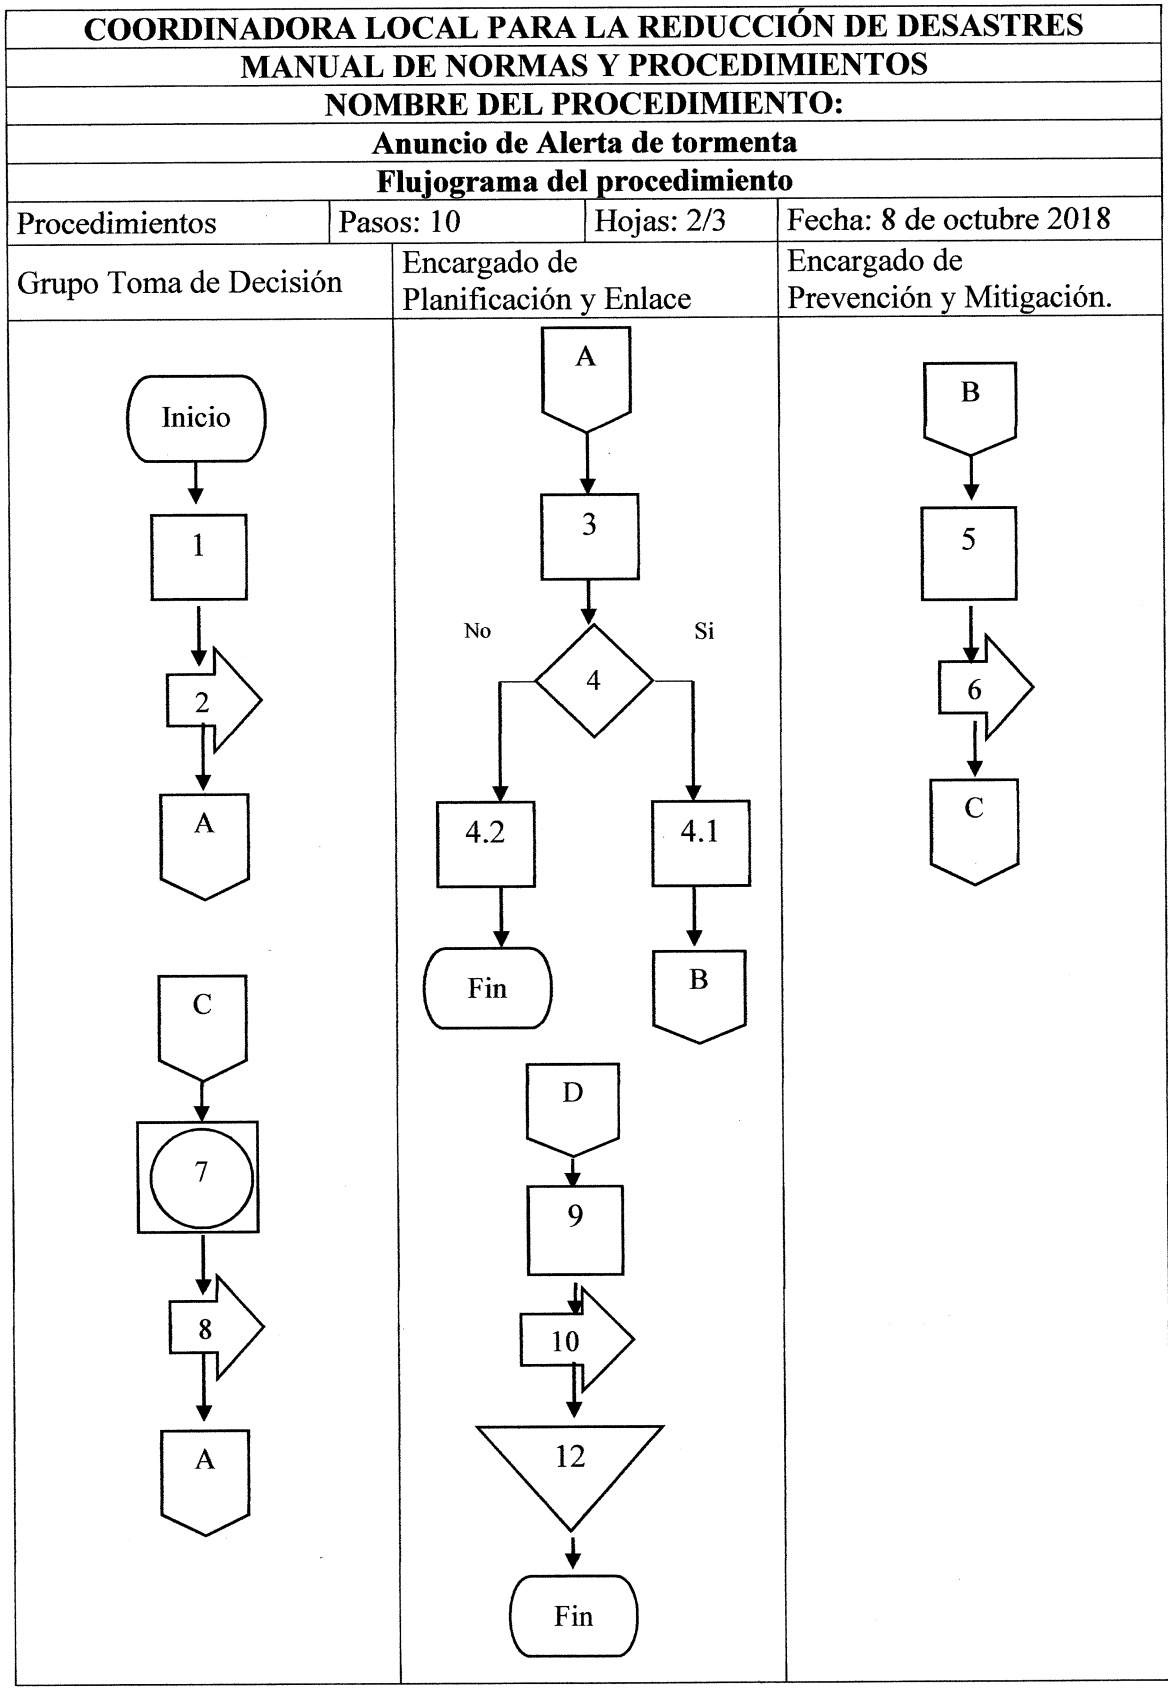 COORDINADORA LOCAL PARA LA REDUCCIÓN DE DESASTRES
MANUAL DE NORMAS Y PROCEDIMIENTOS
NOMBRE DEL PROCEDIMIENTO:
Anuncio de Alerta de tormenta
Flujograma del procedimiento
Procedimientos
Pasos: 10
Hojas: 2/3
Fecha: 8 de octubre 2018
Grupo Toma de Decisión
Encargado de
Planificación y Enlace
Encargado de
Prevención y Mitigación.
Inicio
1
2
A
C
7
8
A
A
3
No
Si
4
4.2
4.1
Fin
B
D
9
10
12
Fin
B
5
6
C